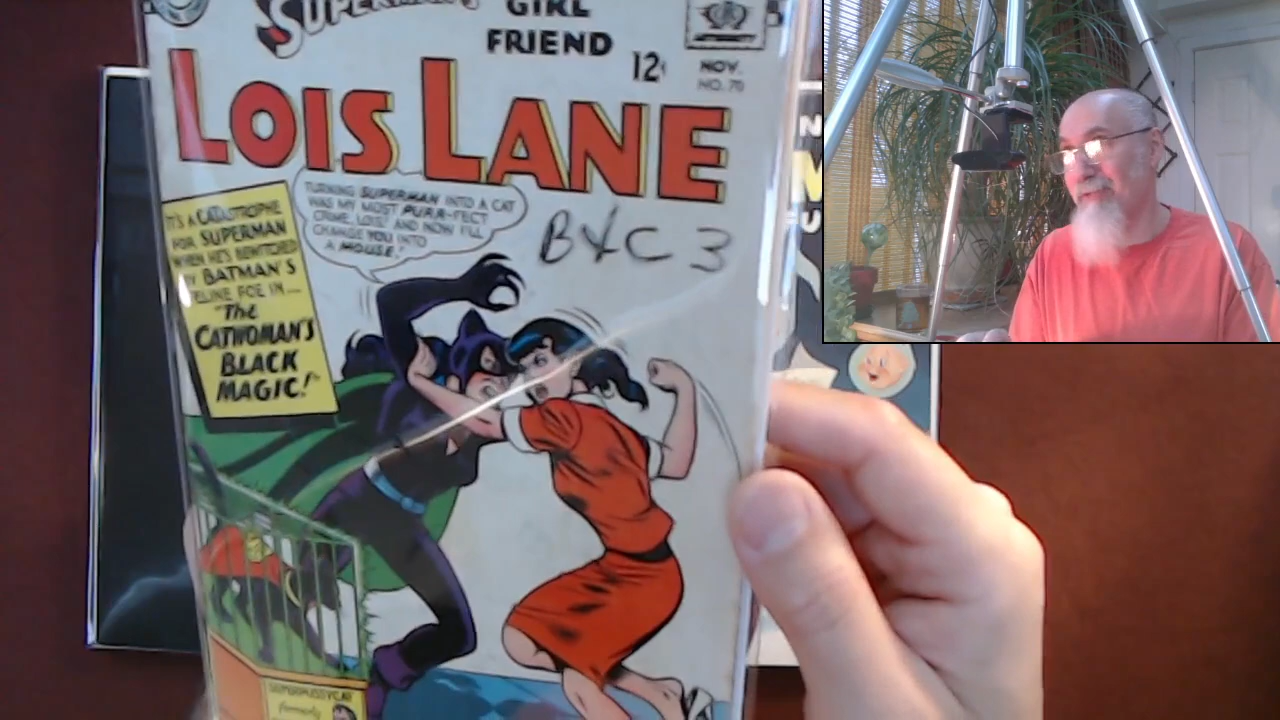 SUPERMAN'S GIRL
FRIEND
12¢
NOV.
NO. 70
LOIS LANE
IT'S A CATASTROPHE
FOR SUPERMAN
WHEN HE'S BEWITCHED
BY BATMAN'S
FELINE FOE IN—
"The
CATWOMAN'S
BLACK
MAGIC!"
TURNING SUPERMAN INTO A CAT
WAS MY MOST PURR-FECT
CRIME, LOIS! AND NOW I'LL
CHANGE YOU INTO
A MOUSE!
B&C 3
SUPERPUSSYCAT
formerly
N
W
U